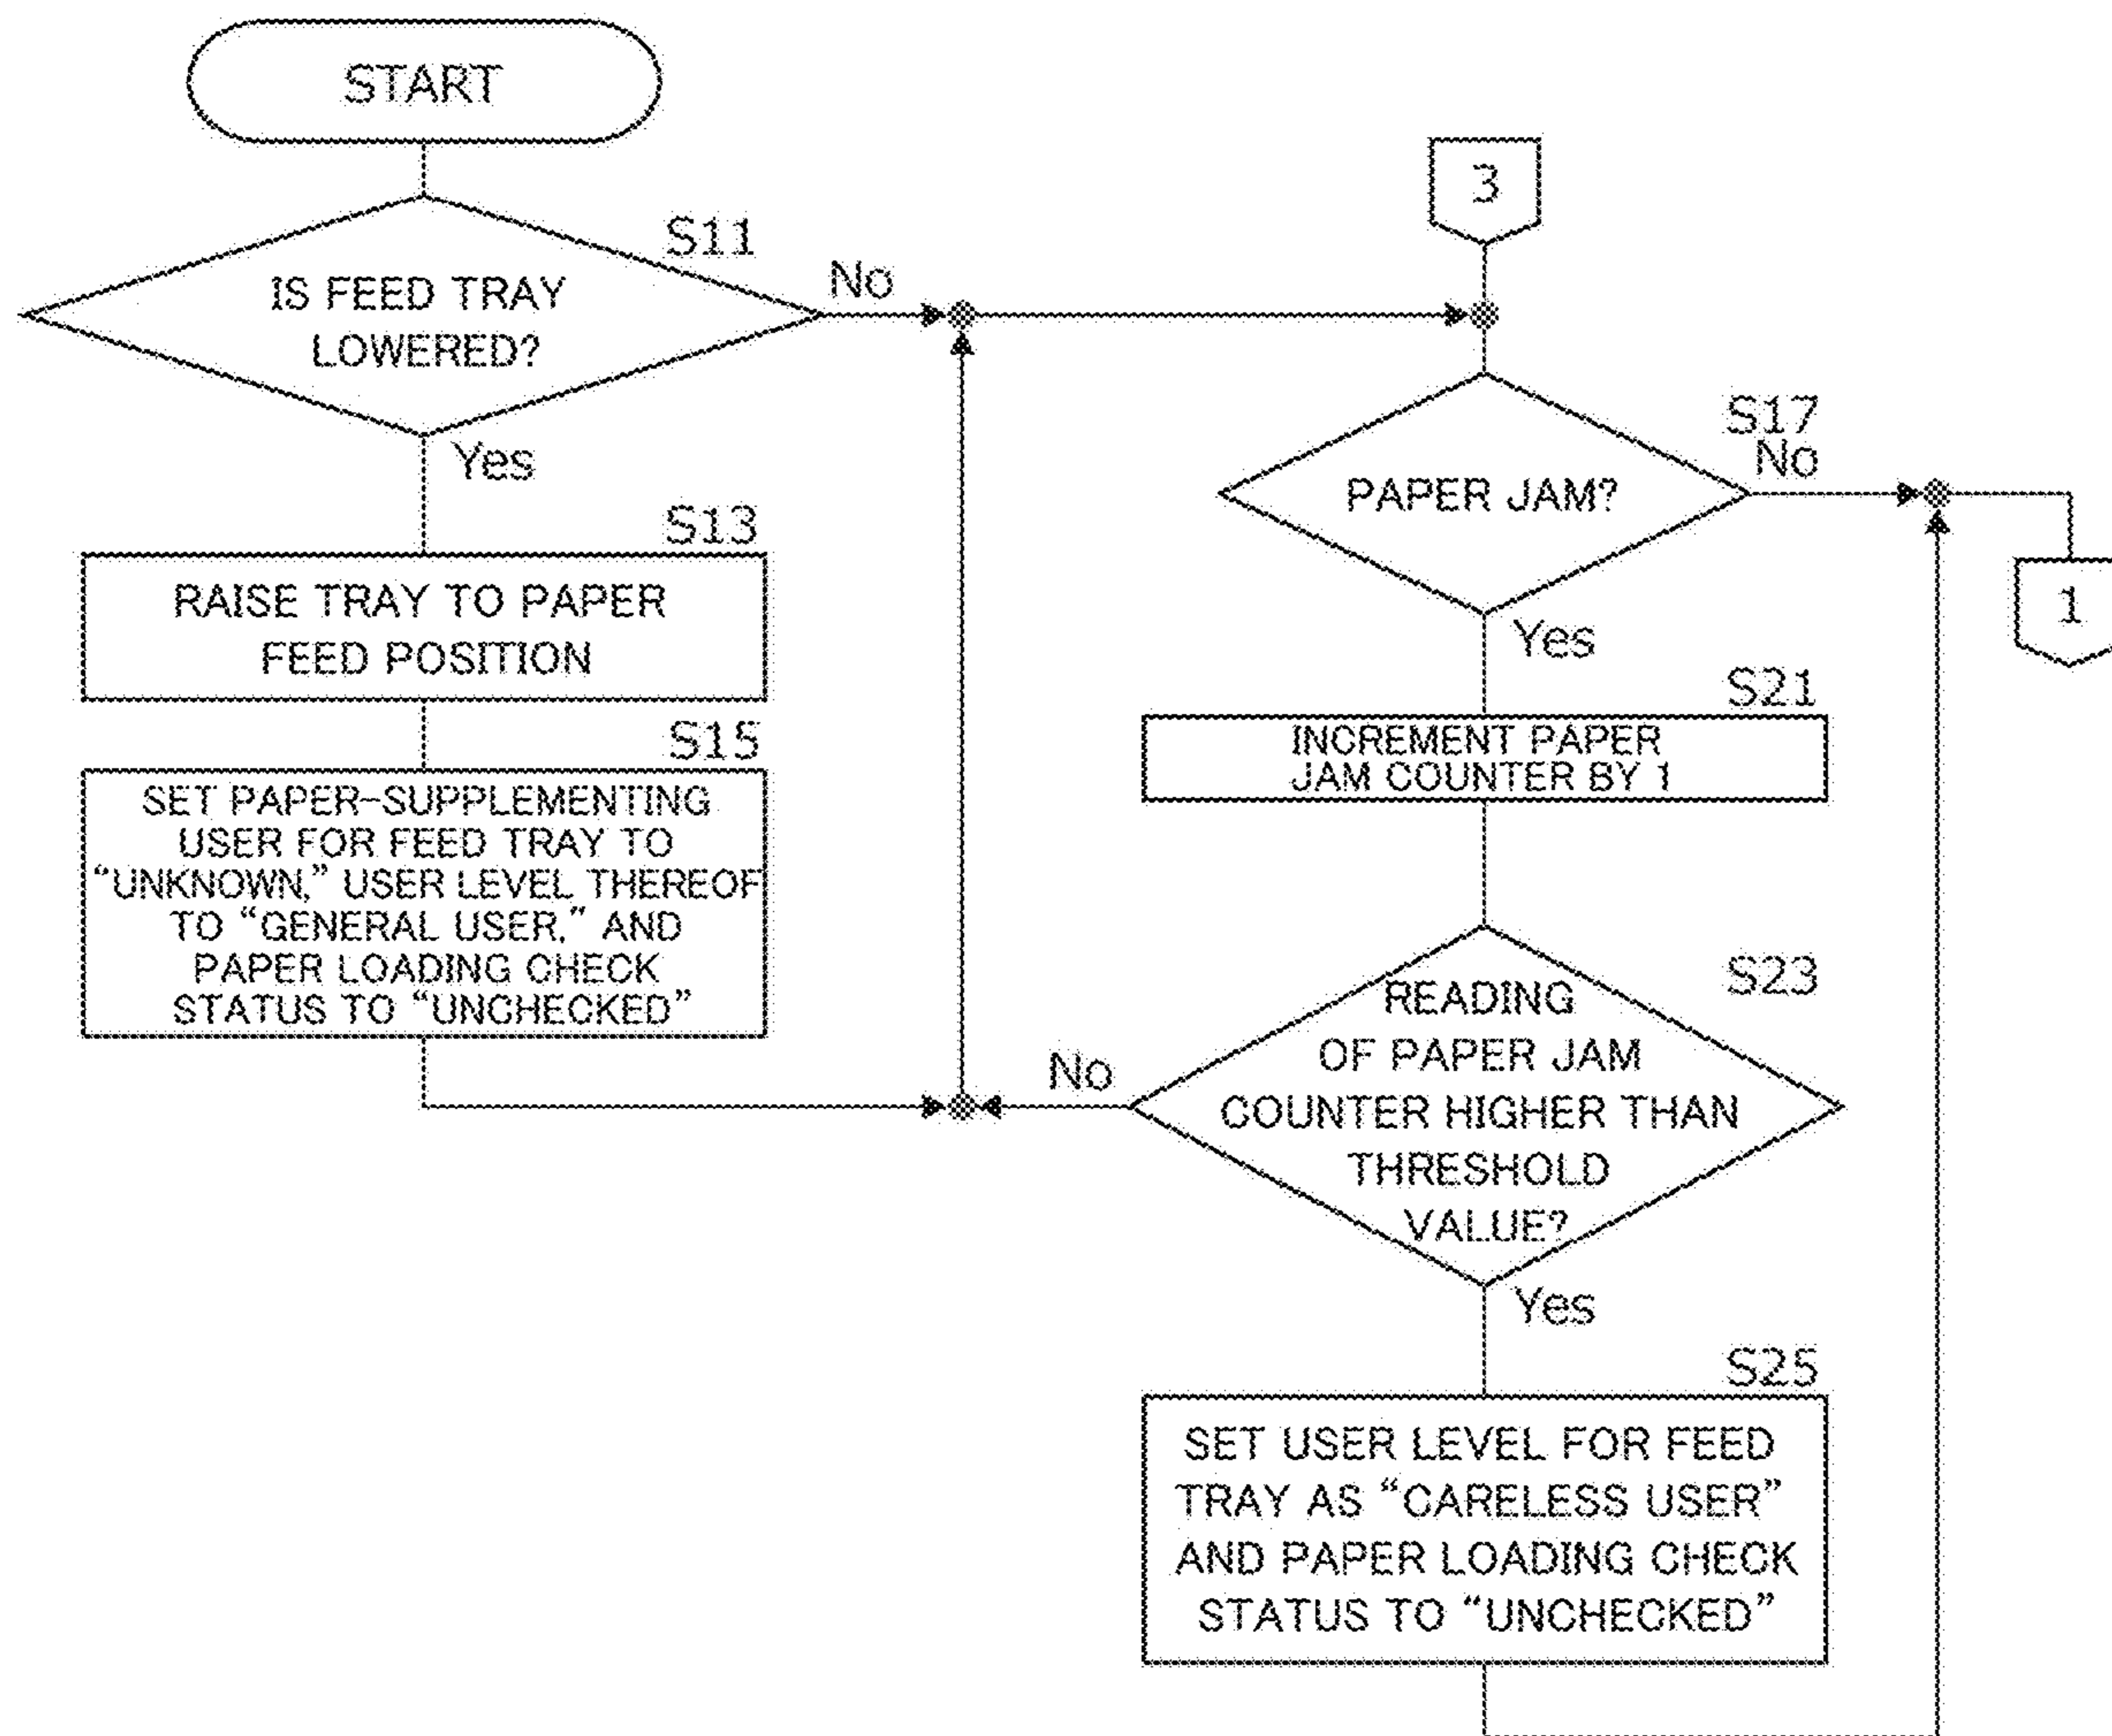 START
S11
IS FEED TRAY
LOWERED?
No
Yes
S13
RAISE TRAY TO PAPER
FEED POSITION
S15
SET PAPER-SUPPLEMENTING
USER FOR FEED TRAY TO
“UNKNOWN,” USER LEVEL THEREOF
TO “GENERAL USER,” AND
PAPER LOADING CHECK
STATUS TO “UNCHECKED”
3
S17
No
PAPER JAM?
Yes
1
S21
INCREMENT PAPER
JAM COUNTER BY 1
S23
READING
OF PAPER JAM
COUNTER HIGHER THAN
THRESHOLD
VALUE?
No
Yes
S25
SET USER LEVEL FOR FEED
TRAY AS “CARELESS USER”
AND PAPER LOADING CHECK
STATUS TO “UNCHECKED”